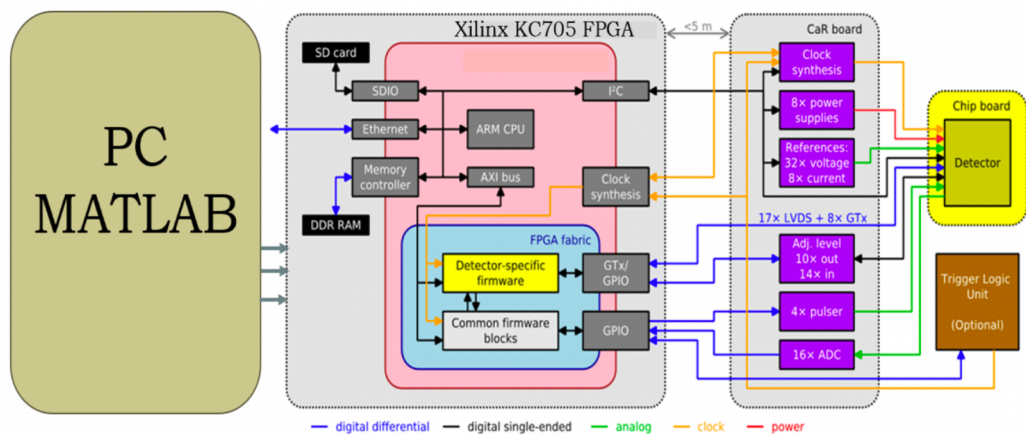 PC
MATLAB
Xilinx KC705 FPGA
SD card
SDIO
Ethernet
Memory
controller
DDR RAM
ARM CPU
AXI bus
I²C
Clock
synthesis
FPGA fabric
Detector-specific
firmware
Common firmware
blocks
GTx/
GPIO
GPIO
<5 m
CaR board
Clock
synthesis
8× power
supplies
References:
32× voltage
8× current
17× LVDS + 8× GTx
Adj. level
10× out
14× in
4× pulser
16× ADC
Chip board
Detector
Trigger Logic
Unit
(Optional)
digital differential
digital single-ended
analog
clock
power